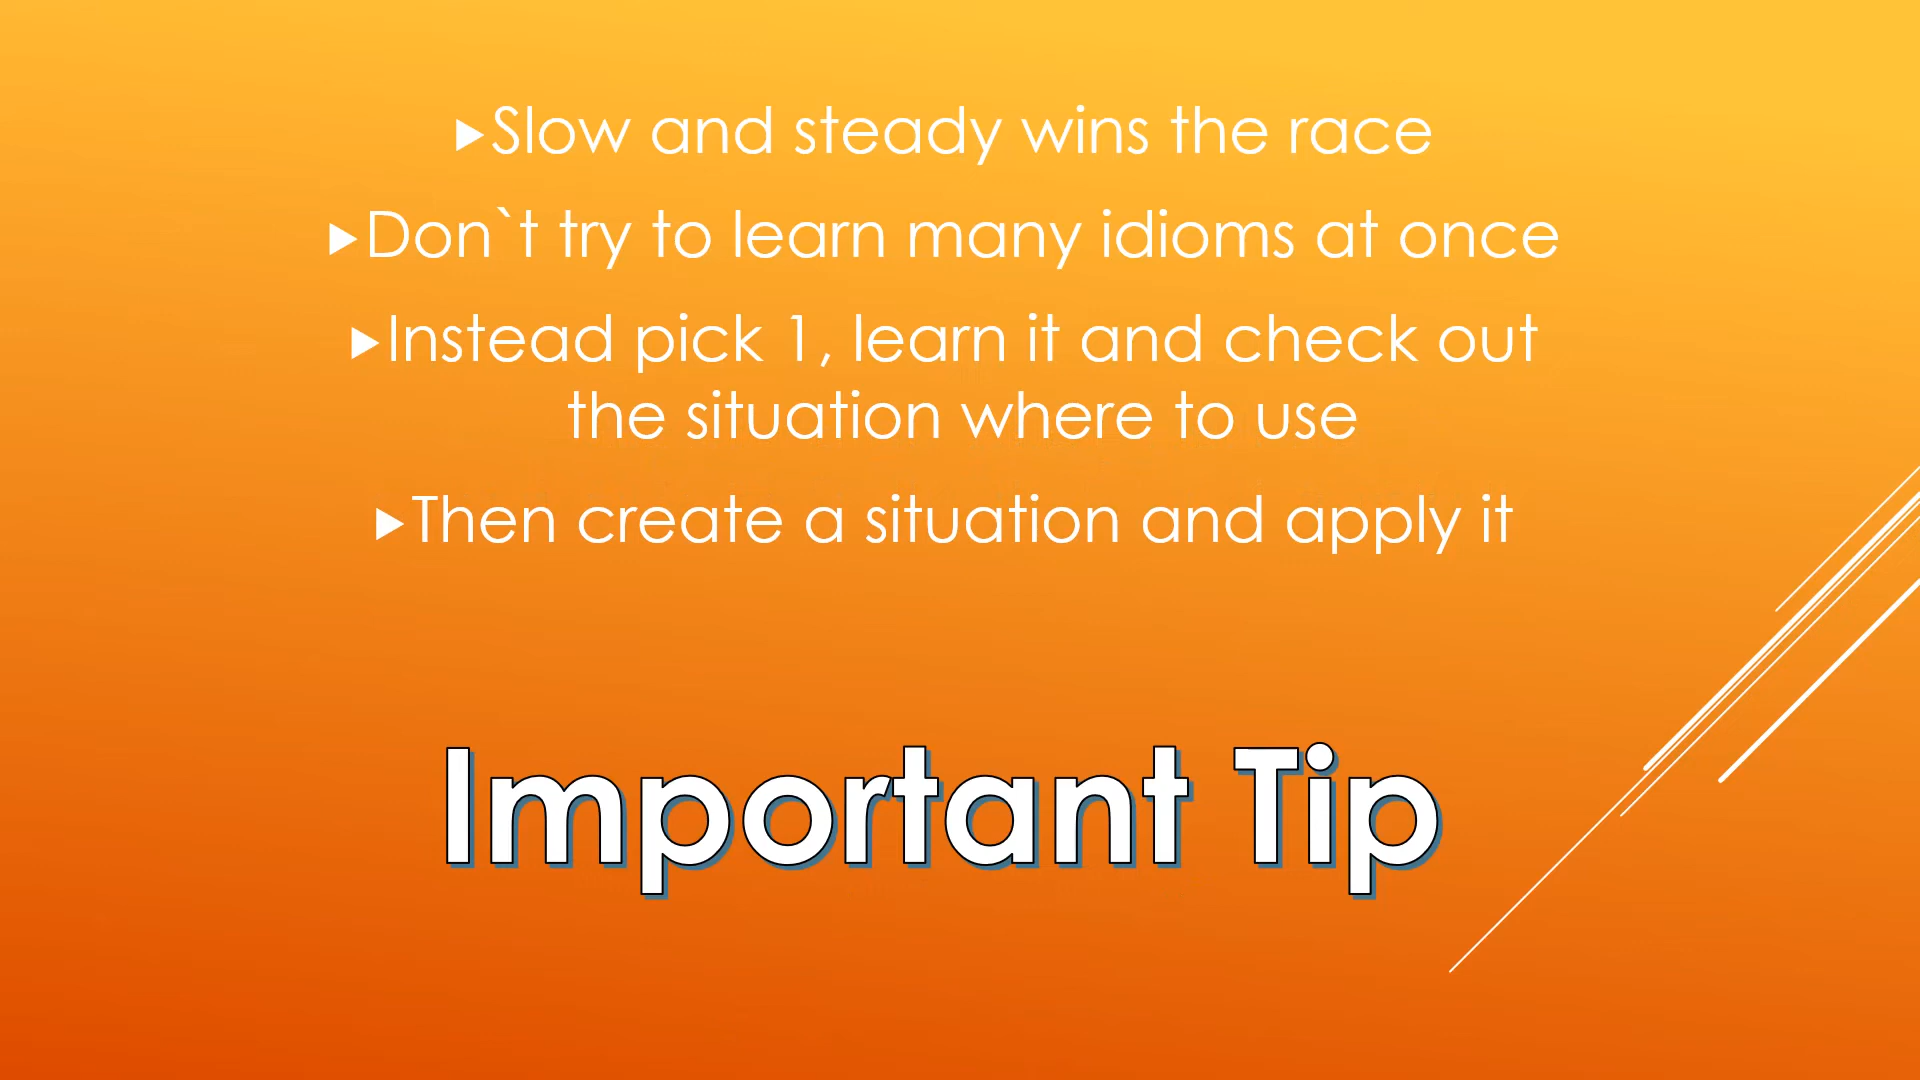 ▶Slow and steady wins the race
▶Don`t try to learn many idioms at once
▶Instead pick 1, learn it and check out
the situation where to use
▶Then create a situation and apply it
Important Tip